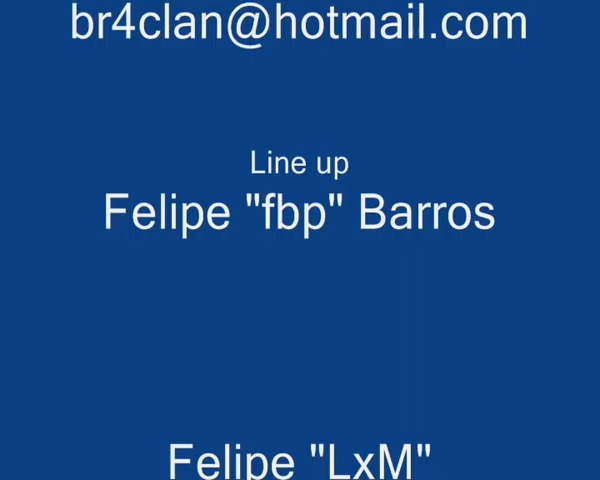 br4clan@hotmail.com
Line up
Felipe "fbp" Barros
Felipe "LxM"